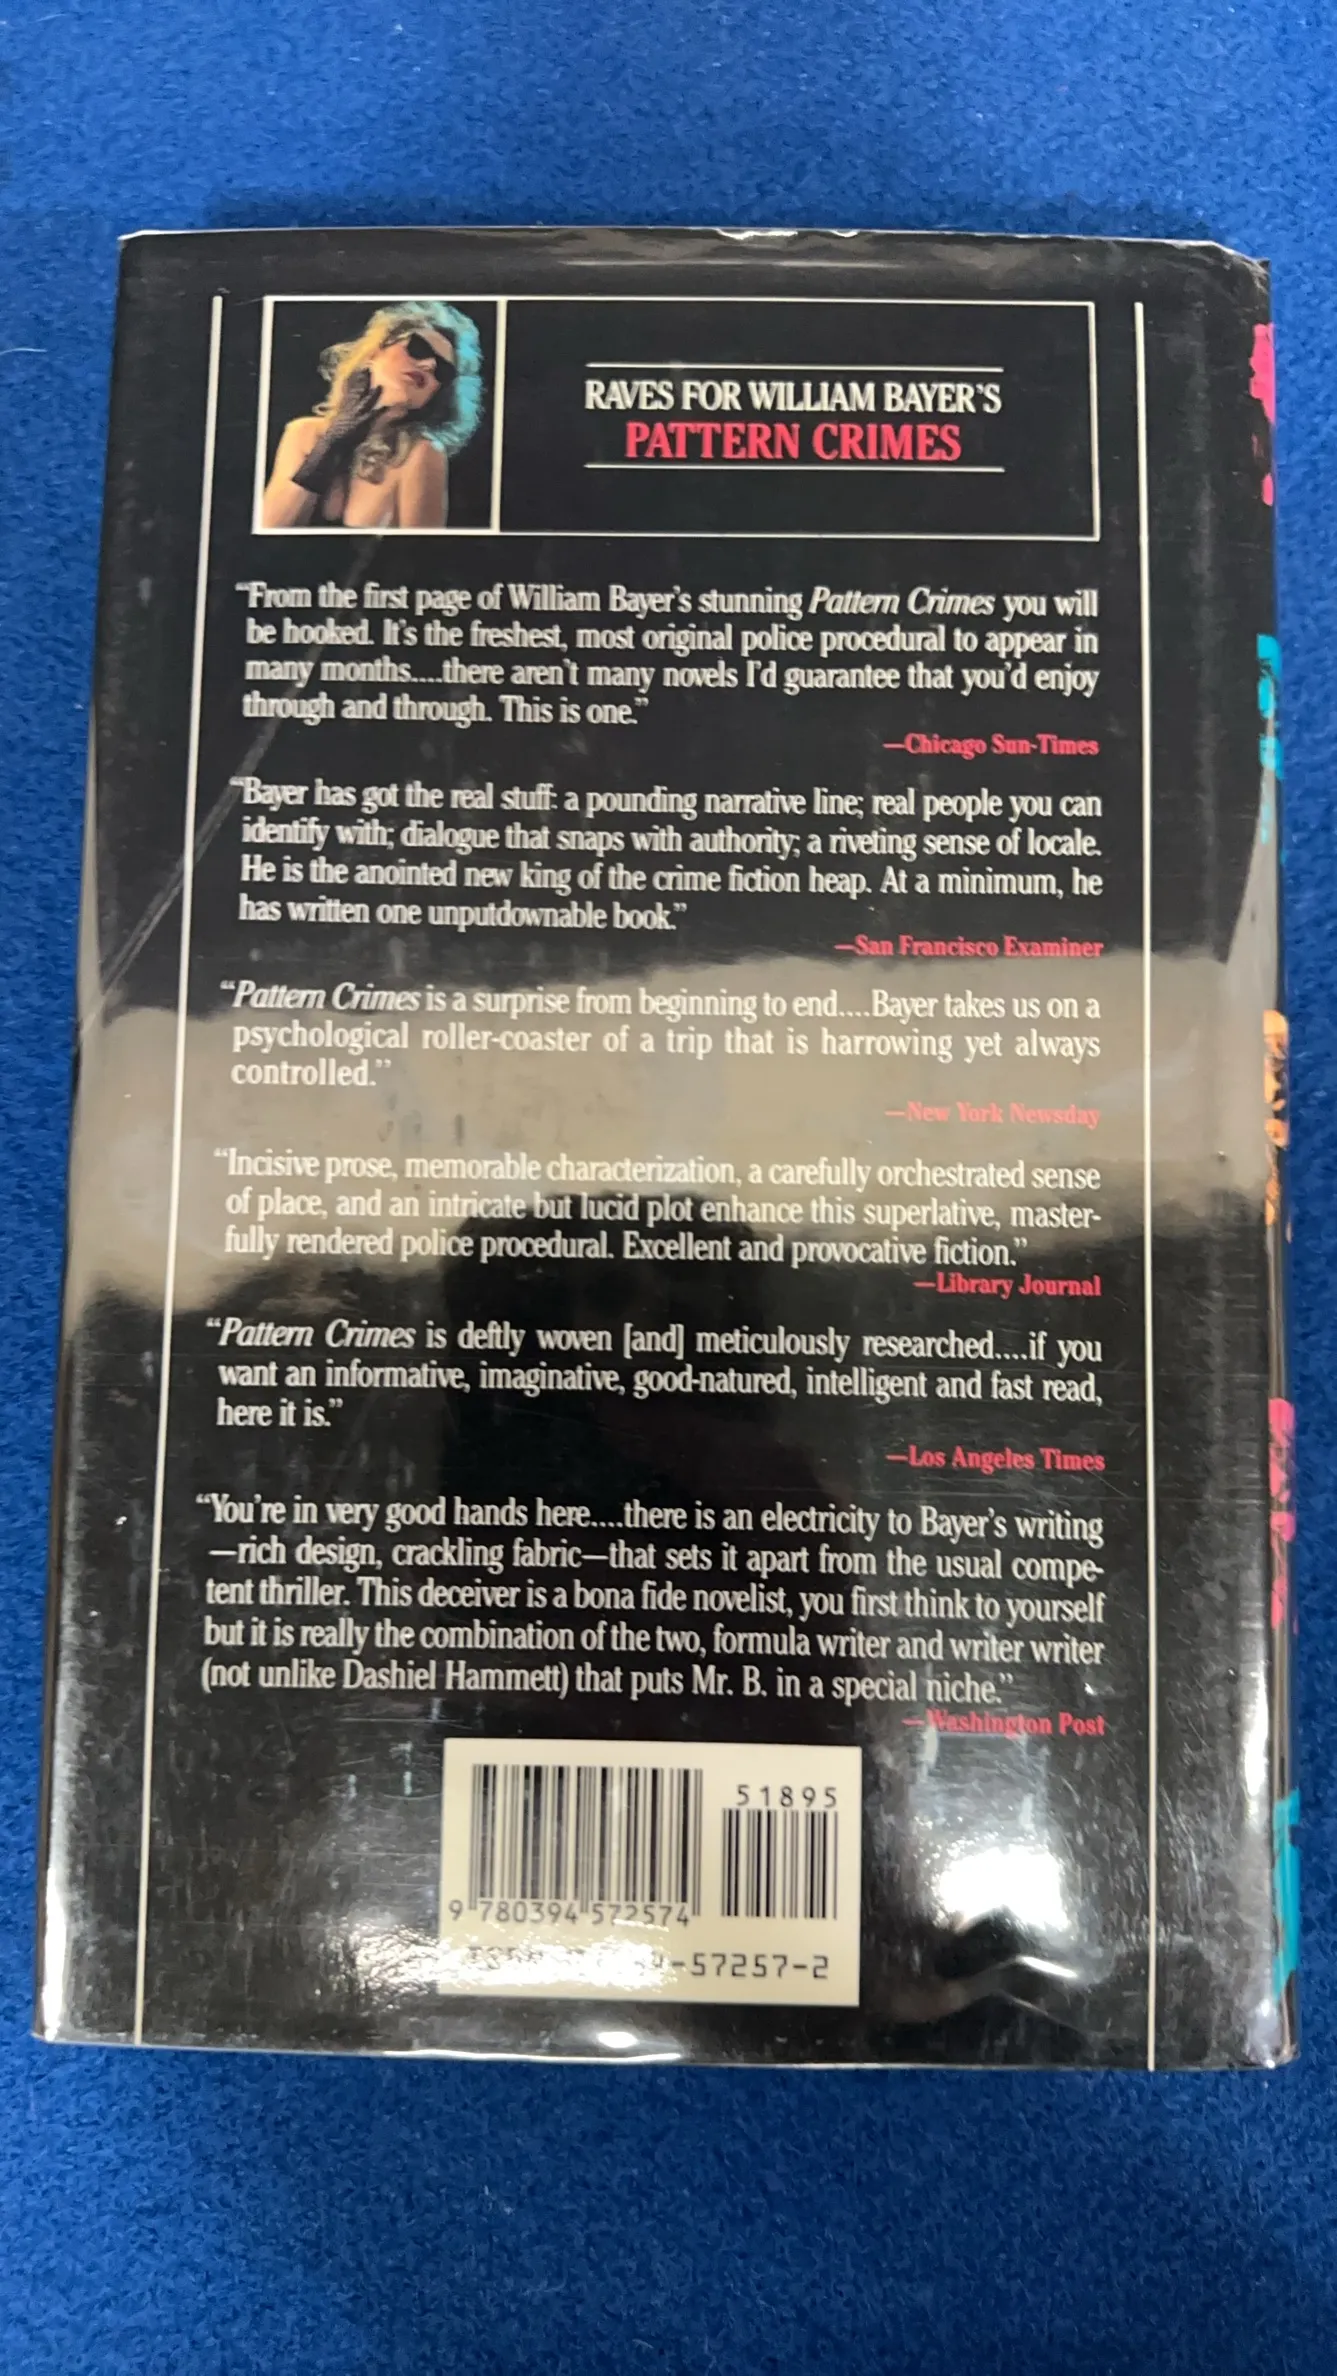 RAVES FOR WILLIAM BAYER'S
PATTERN CRIMES
“From the first page of William Bayer's stunning Pattern Crimes you will
be hooked. It's the freshest, most original police procedural to appear in
many months....there aren't many novels I'd guarantee that you'd enjoy
through and through. This is one.”
—Chicago Sun-Times
“Bayer has got the real stuff: a pounding narrative line; real people you can
identify with; dialogue that snaps with authority; a riveting sense of locale.
He is the anointed new king of the crime fiction heap. At a minimum, he
has written one unputdownable book.”
—San Francisco Examiner
“Pattern Crimes is a surprise from beginning to end....Bayer takes us on a
psychological roller-coaster of a trip that is harrowing yet always
controlled.”
—New York Newsday
“Incisive prose, memorable characterization, a carefully orchestrated sense
of place, and an intricate but lucid plot enhance this superlative, master-
fully rendered police procedural. Excellent and provocative fiction.”
—Library Journal
“Pattern Crimes is deftly woven [and] meticulously researched....if you
want an informative, imaginative, good-natured, intelligent and fast read,
here it is.”
—Los Angeles Times
“You're in very good hands here....there is an electricity to Bayer's writing
—rich design, crackling fabric—that sets it apart from the usual compe-
tent thriller. This deceiver is a bona fide novelist, you first think to yourself
but it is really the combination of the two, formula writer and writer writer
(not unlike Dashiel Hammett) that puts Mr. B. in a special niche.”
—Washington Post
51895
9 780394 572574
-57257-2